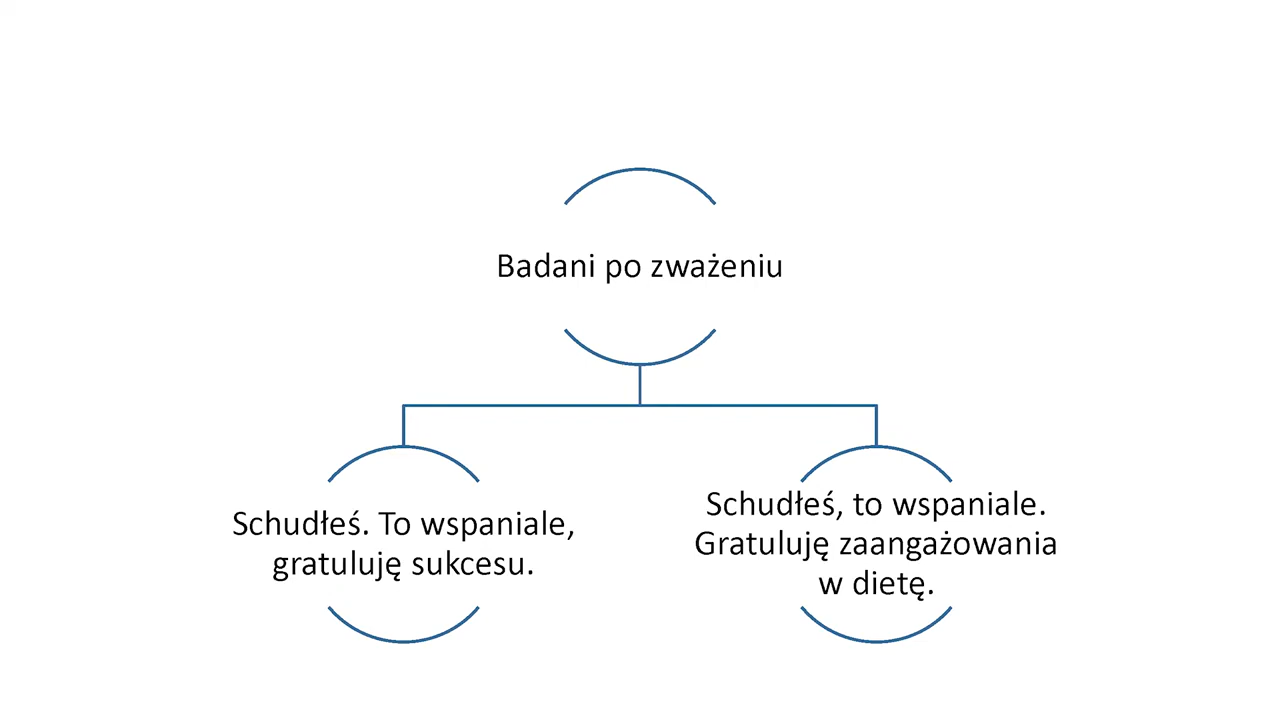 Badani po zważeniu
Schudłeś. To wspaniale,
gratuluję sukcesu.
Schudłeś, to wspaniale.
Gratuluję zaangażowania
w dietę.